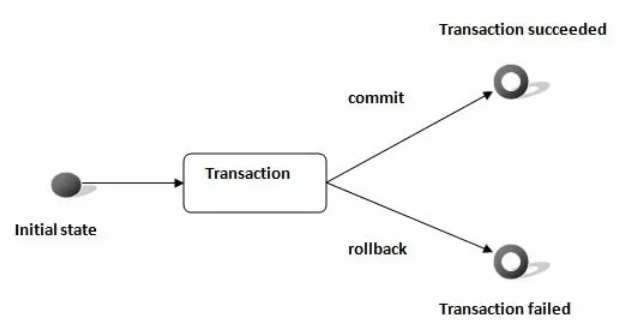 Transaction succeeded
commit
Transaction
Initial state
rollback
Transaction failed